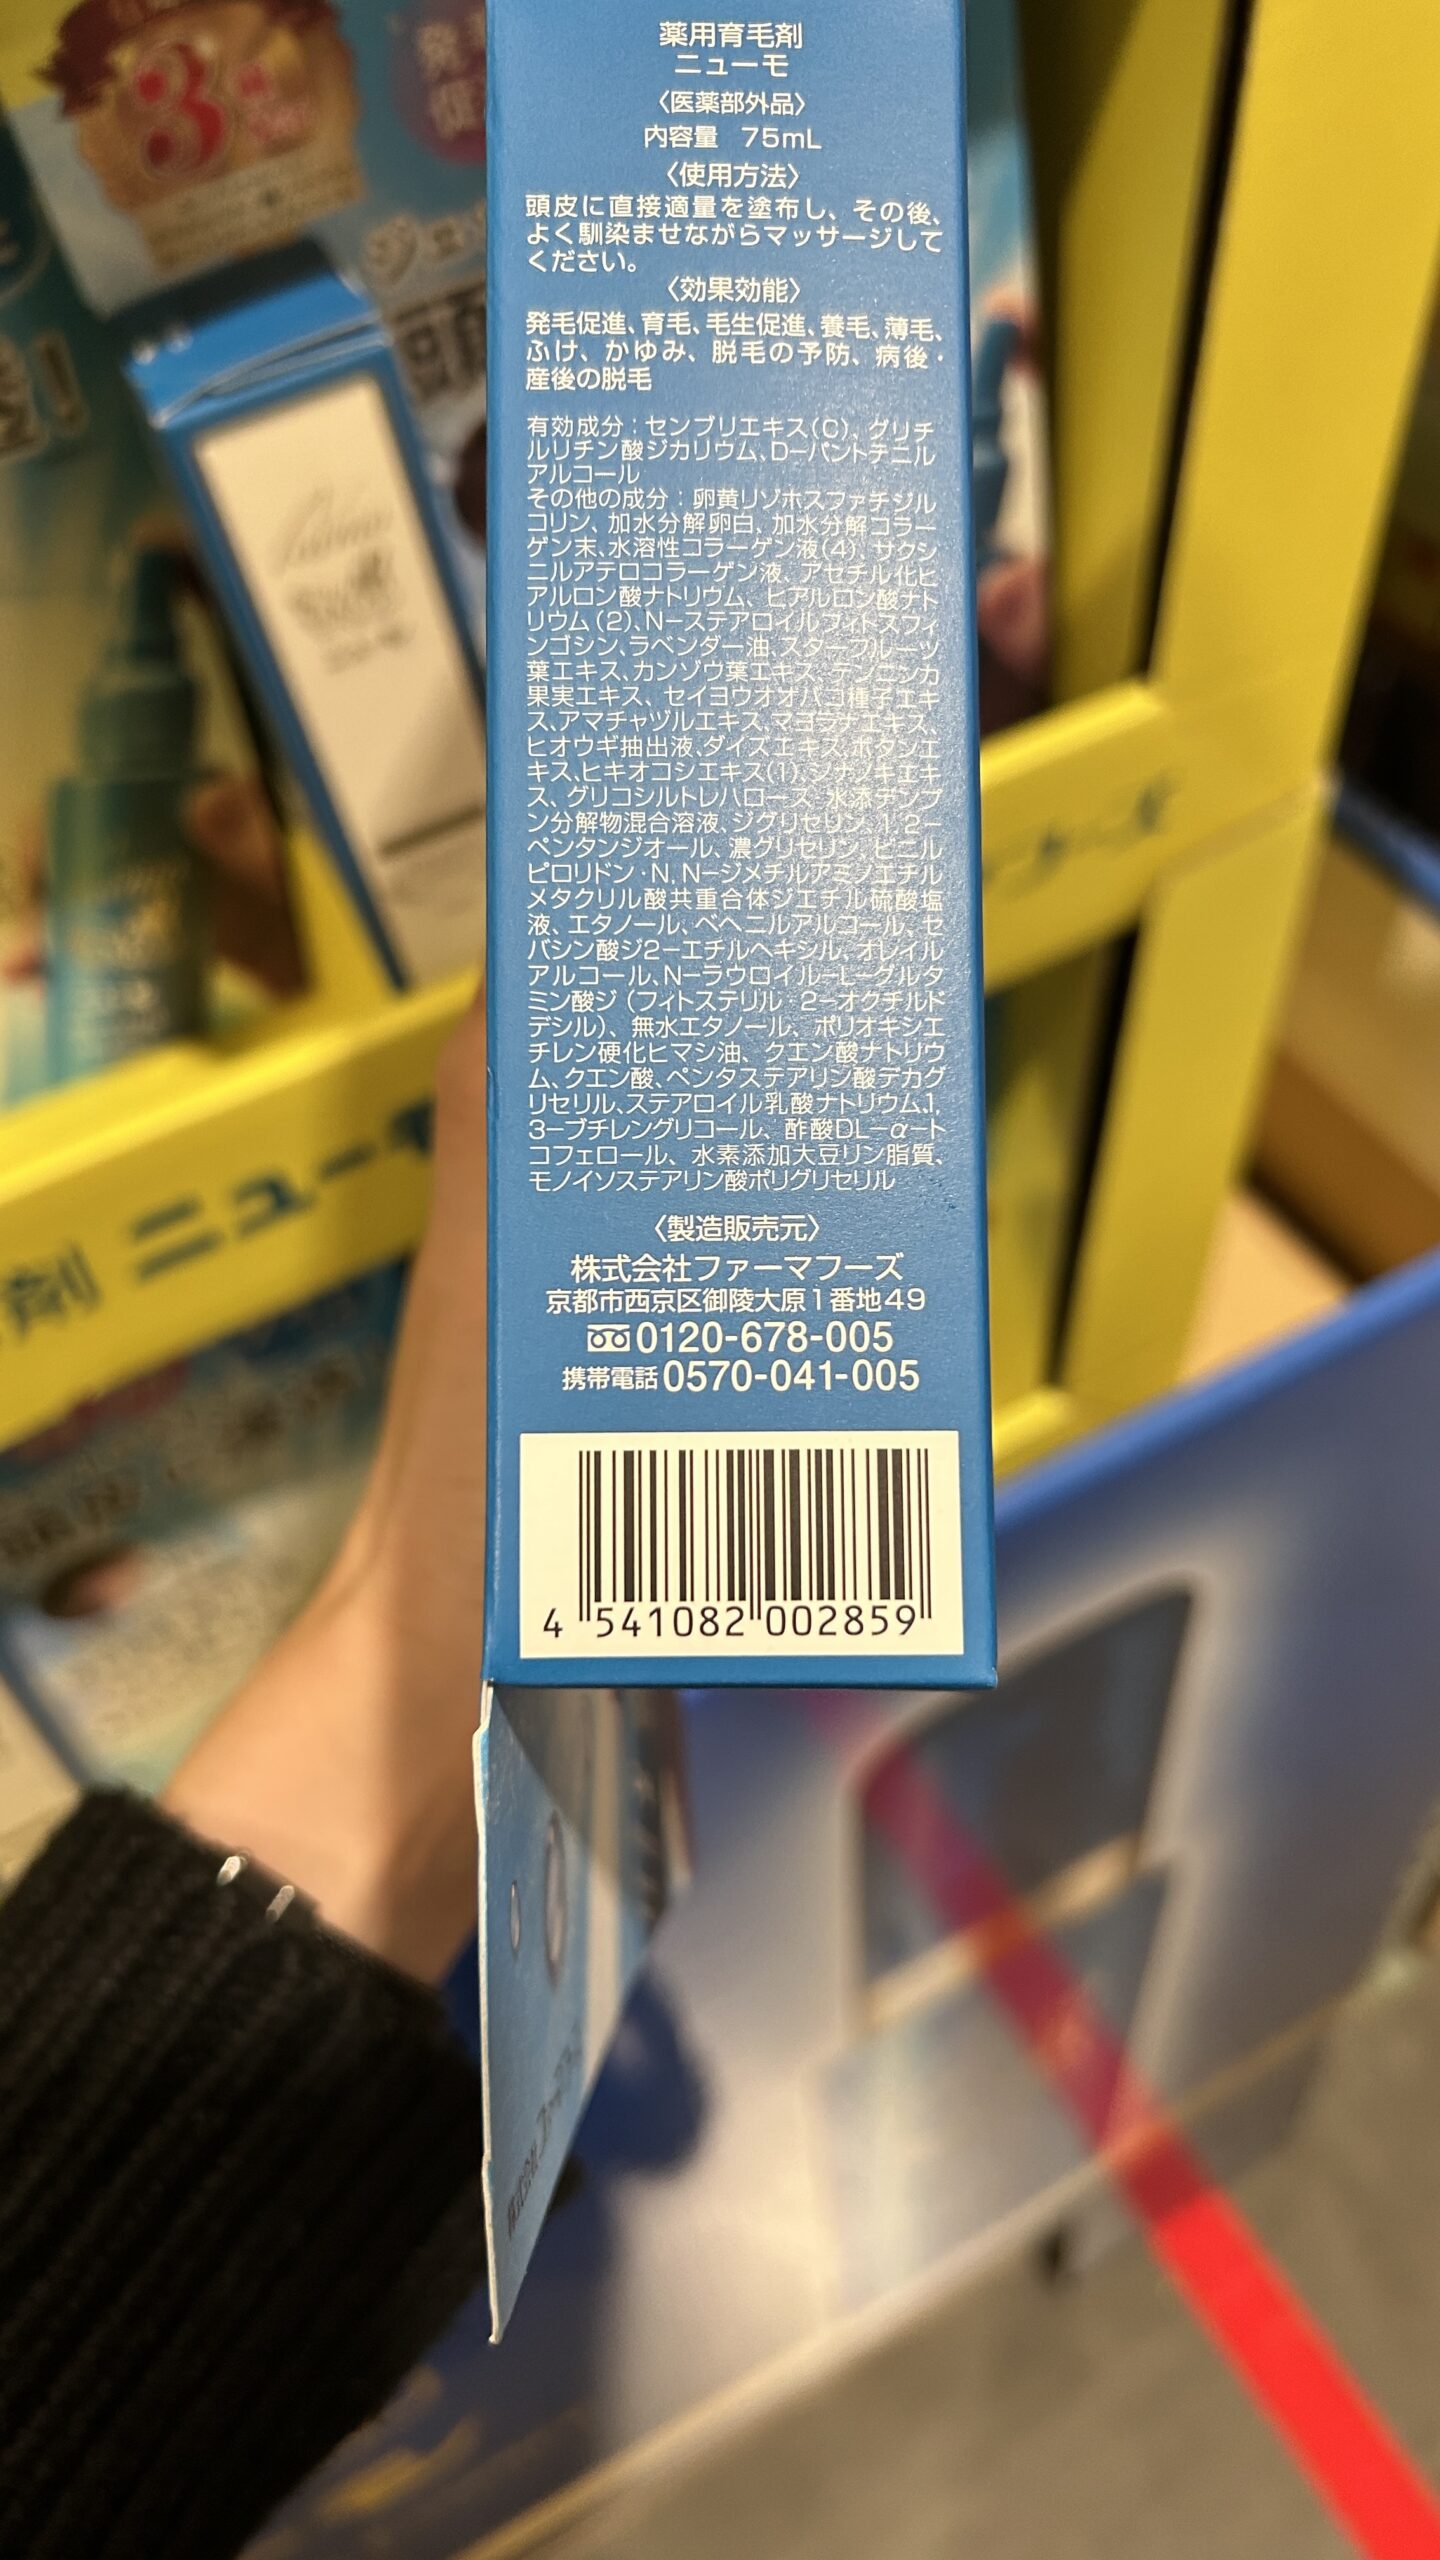 薬用育毛剤
ニューモ
〈医薬部外品〉
内容量 75mL
〈使用方法〉
頭皮に直接適量を塗布し、その後、
よく馴染ませながらマッサージして
ください。
〈効果効能〉
発毛促進、育毛、毛生促進、養毛、薄毛、
ふけ、かゆみ、脱毛の予防、病後・
産後の脱毛
有効成分：センブリエキス(C)、グリチ
ルリチン酸ジカリウム、D−パントテニル
アルコール
その他の成分：卵黄リゾホスファチジル
コリン、加水分解卵白、加水分解コラー
ゲン末、水溶性コラーゲン液(4)、サクシ
ニルアテロコラーゲン液、アセチル化ヒ
アルロン酸ナトリウム、ヒアルロン酸ナト
リウム(2)、N−ステアロイルフィトスフィ
ンゴシン、ラベンダー油、スターフルーツ
葉エキス、カンゾウ葉エキス、テンニンカ
果実エキス、セイヨウオオバコ種子エキ
ス、アマチャヅルエキス、マヨラナエキス、
ヒオウギ抽出液、ダイズエキス、ボタンエ
キス、ヒキオコシエキス(1)、シナノキエキ
ス、グリコシルトレハロース・水添デンプ
ン分解物混合溶液、ジグリセリン、1, 2−
ペンタンジオール、濃グリセリン、ビニル
ピロリドン・N, N−ジメチルアミノエチル
メタクリル酸共重合体ジエチル硫酸塩
液、エタノール、ベヘニルアルコール、セ
バシン酸ジ2−エチルヘキシル、オレイル
アルコール、N−ラウロイル−L−グルタ
ミン酸ジ(フィトステリル・2−オクチルド
デシル)、無水エタノール、ポリオキシエ
チレン硬化ヒマシ油、クエン酸ナトリウ
ム、クエン酸、ペンタステアリン酸デカグ
リセリル、ステアロイル乳酸ナトリウム、1,
3−ブチレングリコール、酢酸DL−α−ト
コフェロール、水素添加大豆リン脂質、
モノイソステアリン酸ポリグリセリル
〈製造販売元〉
株式会社ファーマフーズ
京都市西京区御陵大原1番地49
0120-678-005
携帯電話0570-041-005
4 541082 002859
剤 ニューモ